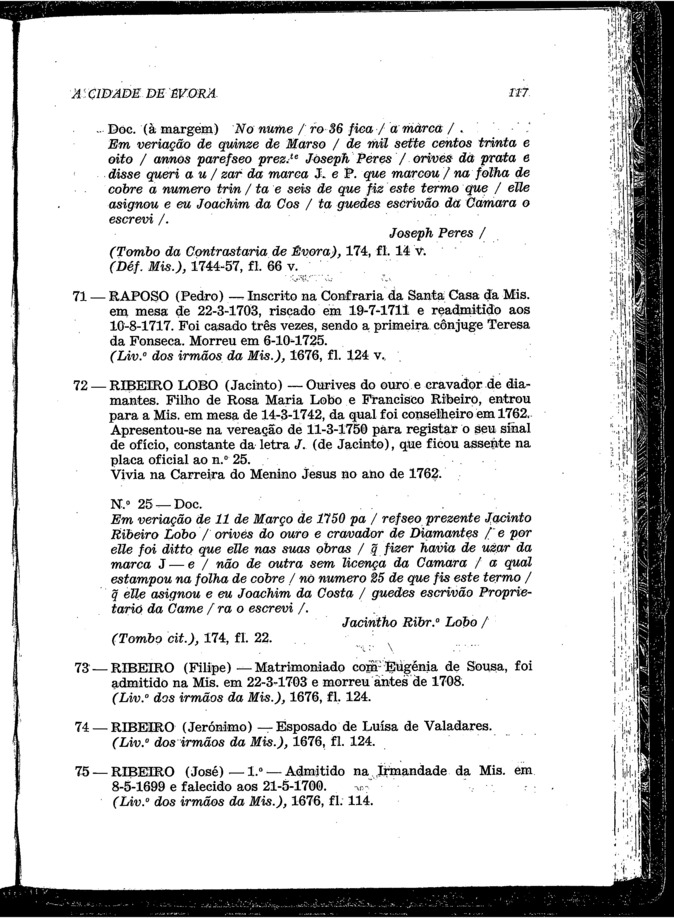 A CIDADE DE ÉVORA 117
Doc. (à margem) No nume / ro 36 fica / a marca / .
Em veriação de quinze de Marso / de mil sette centos trinta e
oito / annos parefseo prez.te Joseph Peres / orives da prata e
disse queri a u / zar da marca J. e P. que marcou / na folha de
cobre a numero trin / ta e seis de que fiz este termo que / elle
asignou e eu Joachim da Cos / ta guedes escrivão da Camara o
escrevi /.
Joseph Peres /
(Tombo da Contrastaria de Évora), 174, fl. 14 v.
(Déf. Mis.), 1744-57, fl. 66 v.
71 — RAPOSO (Pedro) — Inscrito na Confraria da Santa Casa da Mis.
em mesa de 22-3-1703, riscado em 19-7-1711 e readmitido aos
10-8-1717. Foi casado três vezes, sendo a primeira cônjuge Teresa
da Fonseca. Morreu em 6-10-1725.
(Liv.º dos irmãos da Mis.), 1676, fl. 124 v.
72 — RIBEIRO LOBO (Jacinto) — Ourives do ouro e cravador de dia-
mantes. Filho de Rosa Maria Lobo e Francisco Ribeiro, entrou
para a Mis. em mesa de 14-3-1742, da qual foi conselheiro em 1762.
Apresentou-se na vereação de 11-3-1750 para registar o seu sinal
de ofício, constante da letra J. (de Jacinto), que ficou assente na
placa oficial ao n.º 25.
Vivia na Carreira do Menino Jesus no ano de 1762.
N.º 25 — Doc.
Em veriação de 11 de Março de 1750 pa / refseo prezente Jacinto
Ribeiro Lobo / orives do ouro e cravador de Diamantes / e por
elle foi ditto que elle nas suas obras / q̃ fizer havia de uzar da
marca J — e / não de outra sem licença da Camara / a qual
estampou na folha de cobre / no numero 25 de que fis este termo /
q̃ elle asignou e eu Joachim da Costa / guedes escrivão Proprie-
tario da Came / ra o escrevi /.
Jacintho Ribr.º Lobo /
(Tombo cit.), 174, fl. 22.
73 — RIBEIRO (Filipe) — Matrimoniado com Eugénia de Sousa, foi
admitido na Mis. em 22-3-1703 e morreu antes de 1708.
(Liv.º dos irmãos da Mis.), 1676, fl. 124.
74 — RIBEIRO (Jerónimo) — Esposado de Luísa de Valadares.
(Liv.º dos irmãos da Mis.), 1676, fl. 124.
75 — RIBEIRO (José) — 1.º — Admitido na Irmandade da Mis. em
8-5-1699 e falecido aos 21-5-1700.
(Liv.º dos irmãos da Mis.), 1676, fl. 114.